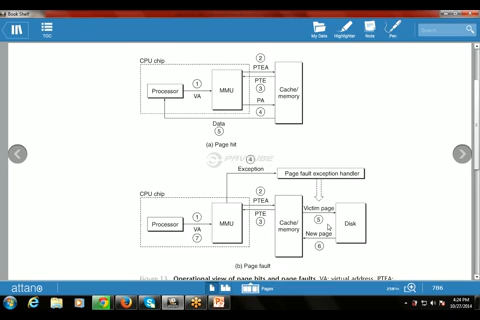 Book Shelf
TOC
My Data
Highlighter
Note
Pen
Search
CPU chip
Processor
1
VA
MMU
2
PTEA
PTE
3
PA
4
Cache/
memory
Data
5
(a) Page hit
4
Exception
Page fault exception handler
CPU chip
Processor
1
VA
7
MMU
2
PTEA
PTE
3
Cache/
memory
Victim page
5
New page
6
Disk
(b) Page fault
Operational view of page hits and page faults. VA: virtual address. PTEA:
attano
Pages
786
4:24 PM
10/27/2014